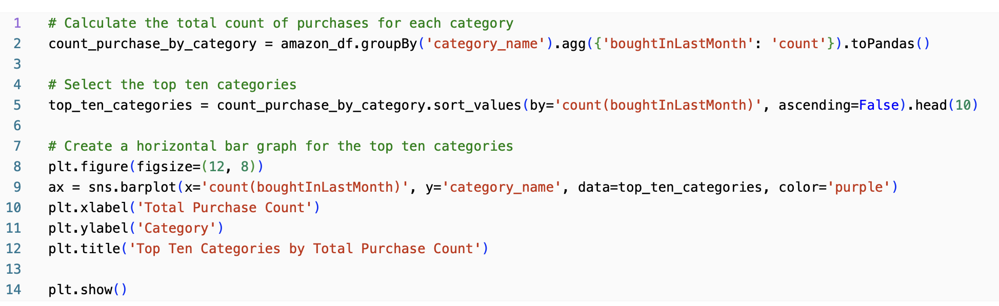 1 # Calculate the total count of purchases for each category
2 count_purchase_by_category = amazon_df.groupBy('category_name').agg({'boughtInLastMonth': 'count'}).toPandas()
3
4 # Select the top ten categories
5 top_ten_categories = count_purchase_by_category.sort_values(by='count(boughtInLastMonth)', ascending=False).head(10)
6
7 # Create a horizontal bar graph for the top ten categories
8 plt.figure(figsize=(12, 8))
9 ax = sns.barplot(x='count(boughtInLastMonth)', y='category_name', data=top_ten_categories, color='purple')
10 plt.xlabel('Total Purchase Count')
11 plt.ylabel('Category')
12 plt.title('Top Ten Categories by Total Purchase Count')
13
14 plt.show()